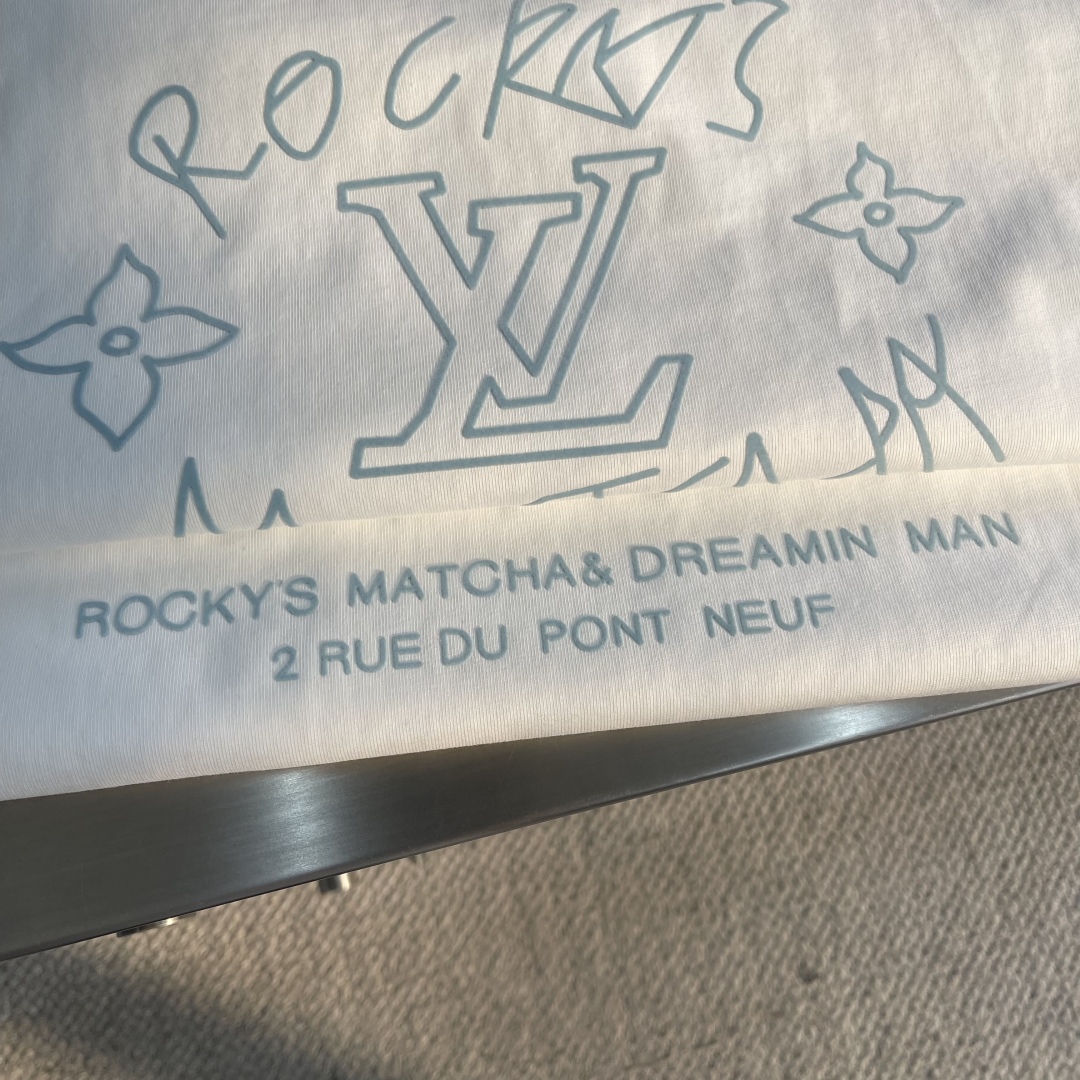 ROCKYS
LV
ROCKY'S MATCHA& DREAMIN MAN
2 RUE DU PONT NEUF